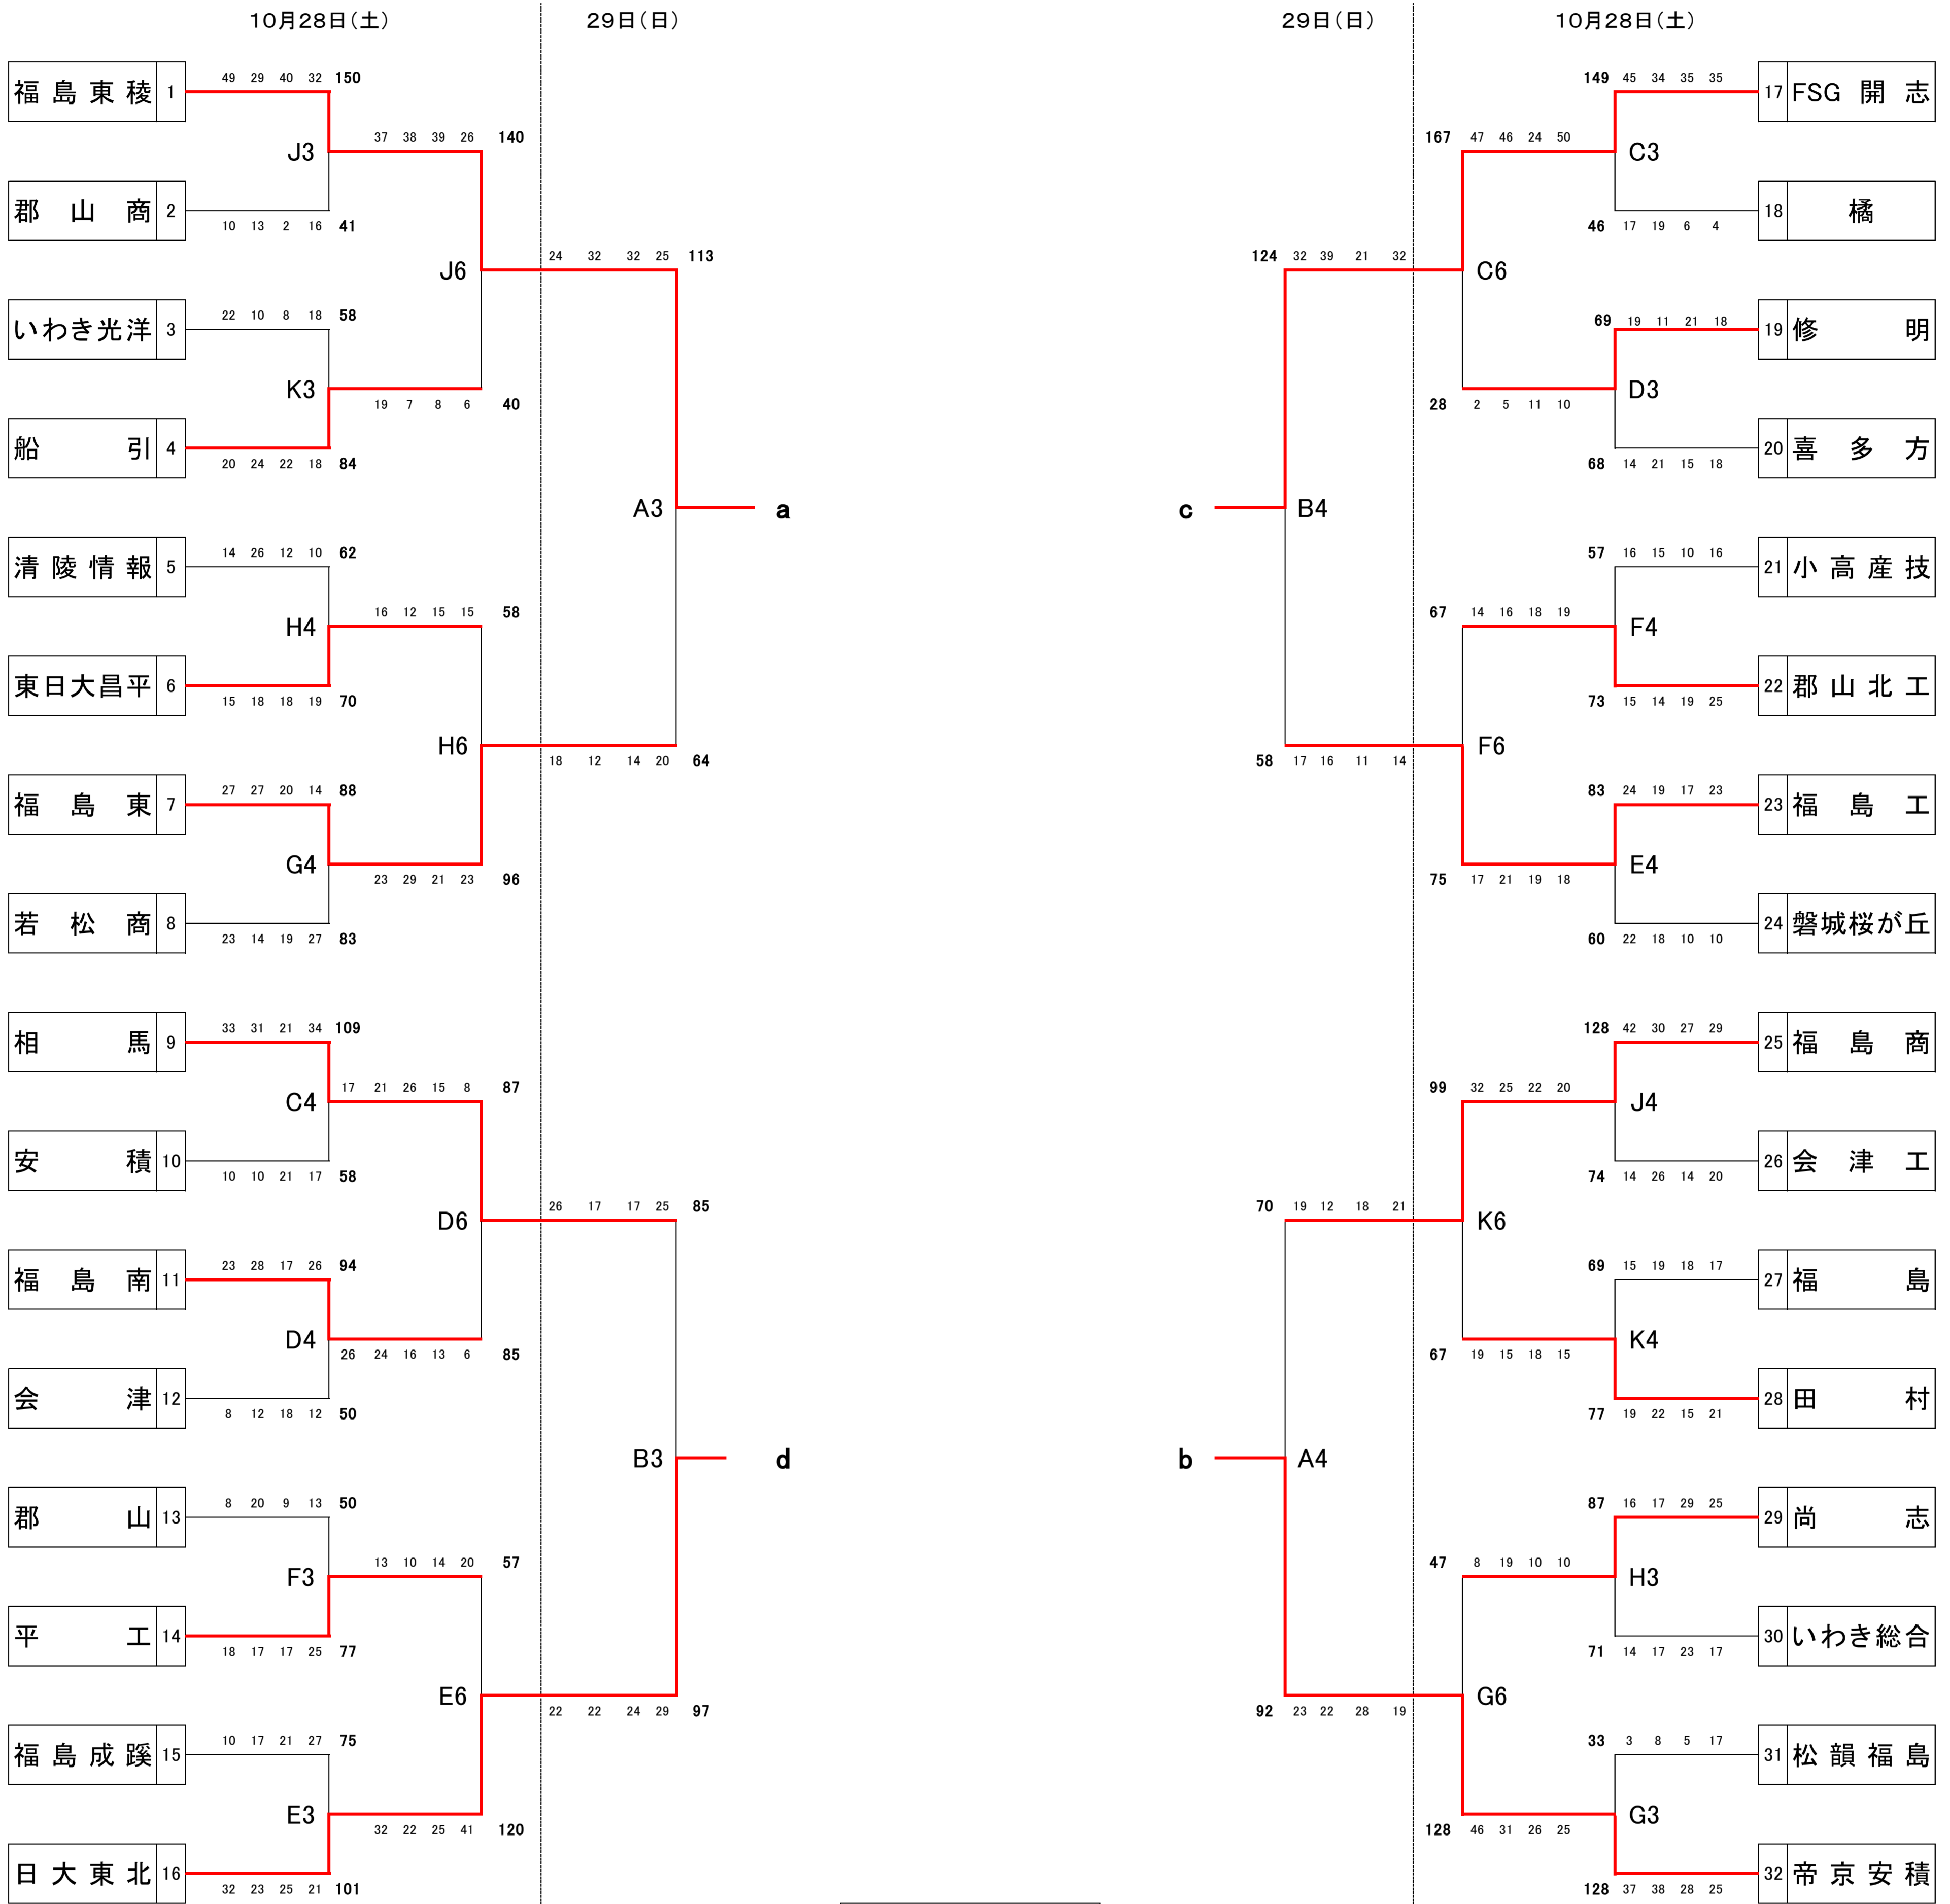 10月28日（土） 29日（日） 29日（日） 10月28日（土）
49 29 40 32 150 149 45 34 35 35
福島東稜 1 17 FSG 開志
37 38 39 26 140 167 47 46 24 50
J3 C3
郡山商 2 18 橘
10 13 2 16 41 46 17 19 6 4
24 32 32 25 113 124 32 39 21 32
J6 C6
22 10 8 18 58 69 19 11 21 18
いわき光洋 3 19 修明
K3 D3
19 7 8 6 40 28 2 5 11 10
船引 4 20 喜多方
20 24 22 18 84 68 14 21 15 18
A3 a c B4
14 26 12 10 62 57 16 15 10 16
清陵情報 5 21 小高産技
16 12 15 15 58 67 14 16 18 19
H4 F4
東日大昌平 6 22 郡山北工
15 18 18 19 70 73 15 14 19 25
H6 F6
18 12 14 20 64 58 17 16 11 14
27 27 20 14 88 83 24 19 17 23
福島東 7 23 福島工
G4 E4
23 29 21 23 96 75 17 21 19 18
若松商 8 24 磐城桜が丘
23 14 19 27 83 60 22 18 10 10
33 31 21 34 109 128 42 30 27 29
相馬 9 25 福島商
17 21 26 15 8 87 99 32 25 22 20
C4 J4
安積 10 26 会津工
10 10 21 17 58 74 14 26 14 20
26 17 17 25 85 70 19 12 18 21
D6 K6
23 28 17 26 94 69 15 19 18 17
福島南 11 27 福島
D4 K4
26 24 16 13 6 85 67 19 15 18 15
会津 12 28 田村
8 12 18 12 50 77 19 22 15 21
B3 d b A4
8 20 9 13 50 87 16 17 29 25
郡山 13 29 尚志
13 10 14 20 57 47 8 19 10 10
F3 H3
平工 14 30 いわき総合
18 17 17 25 77 71 14 17 23 17
E6 G6
22 22 24 29 97 92 23 22 28 19
10 17 21 27 75 33 3 8 5 17
福島成蹊 15 31 松韻福島
E3 G3
32 22 25 41 120 128 46 31 26 25
日大東北 16 32 帝京安積
32 23 25 21 101 128 37 38 28 25